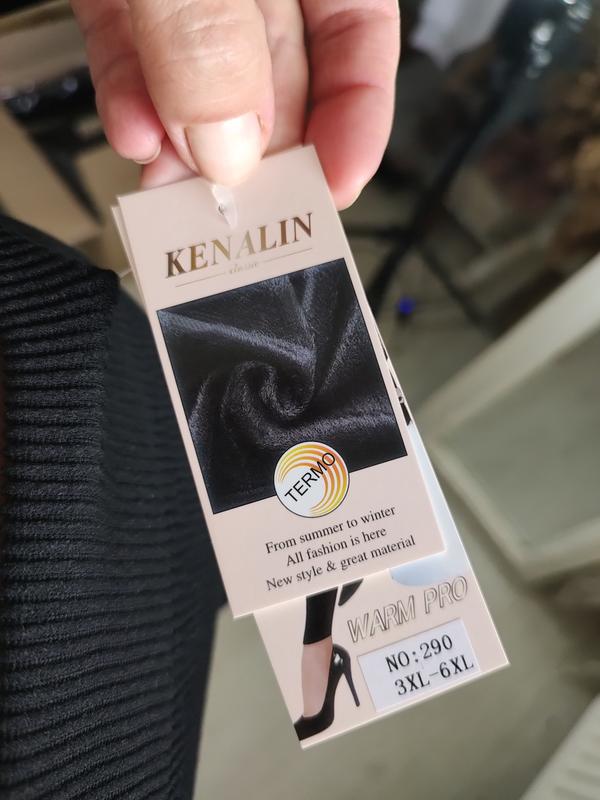 KENALIN
classic
TERMO
From summer to winter
All fashion is here
New style & great material
WARM PRO
NO:290
3XL-6XL